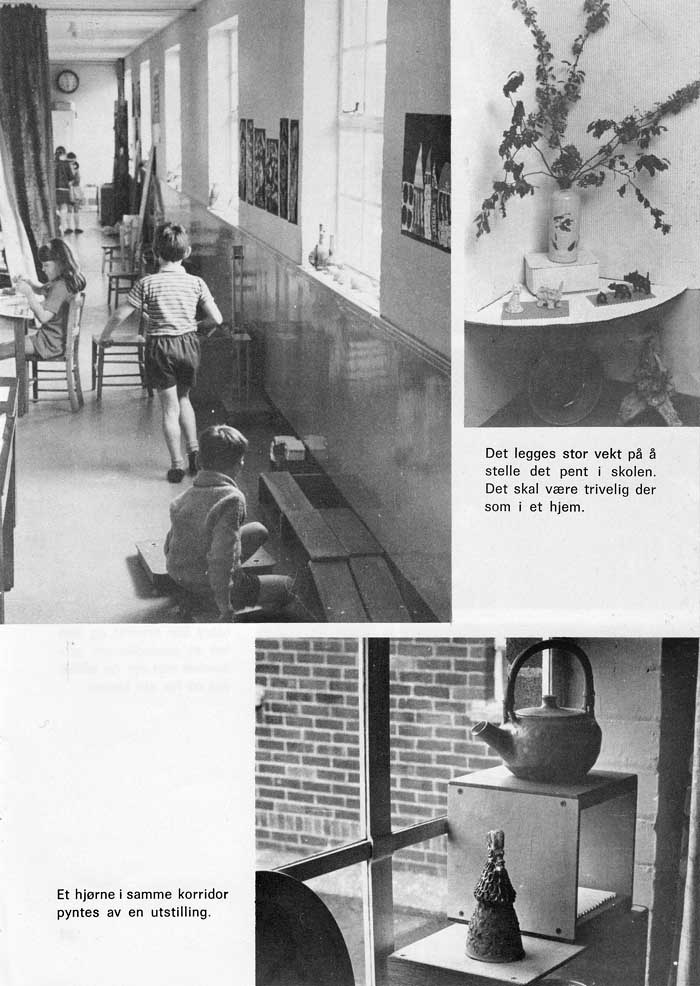 Det legges stor vekt på å
stelle det pent i skolen.
Det skal være trivelig der
som i et hjem.
Et hjørne i samme korridor
pyntes av en utstilling.